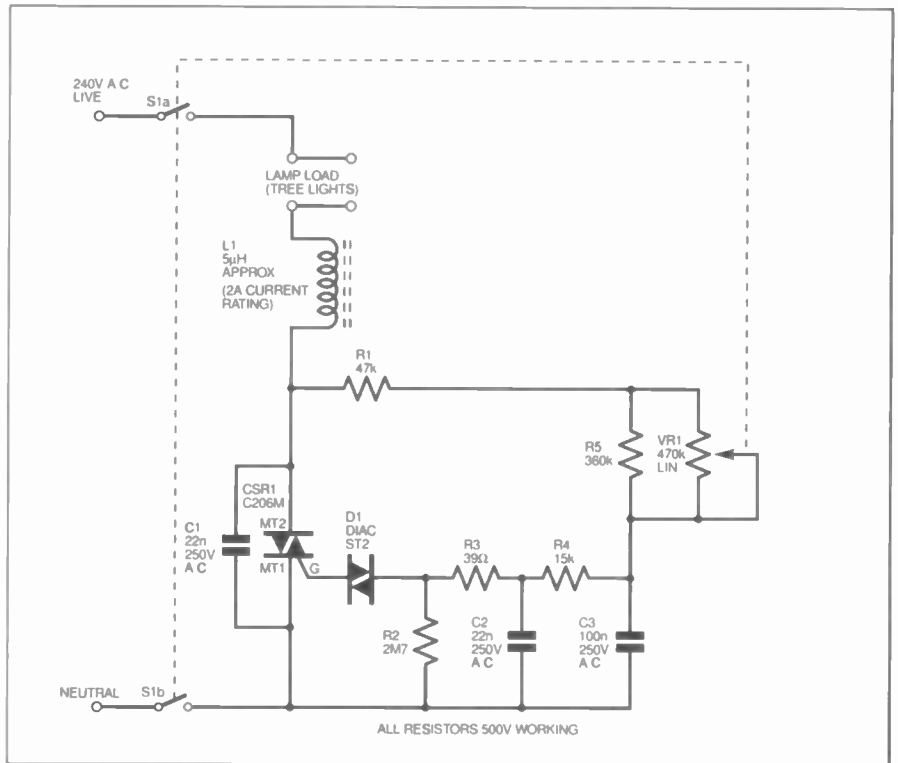 240V A C
LIVE
S1a
LAMP LOAD
(TREE LIGHTS)
L1
5µH
APPROX
(2A CURRENT
RATING)
R1
47k
R5
360k
VR1
470k
LIN
CSR1
C206M
C1
22n
250V
A C
MT2
MT1
G
D1
DIAC
ST2
R3
39Ω
R4
15k
R2
2M7
C2
22n
250V
A C
C3
100n
250V
A C
NEUTRAL
S1b
ALL RESISTORS 500V WORKING